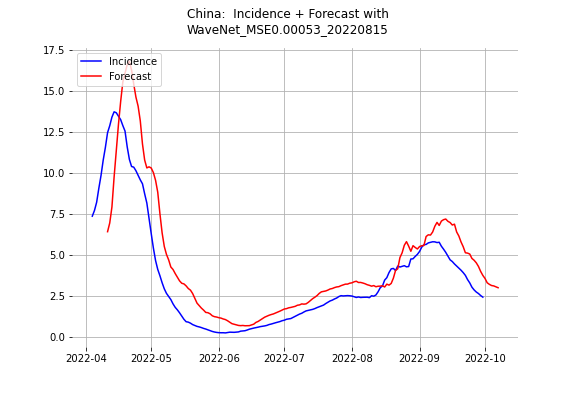 China:  Incidence + Forecast with
WaveNet_MSE0.00053_20220815
17.5
15.0
12.5
10.0
7.5
5.0
2.5
0.0
Incidence
Forecast
2022-04 2022-05 2022-06 2022-07 2022-08 2022-09 2022-10